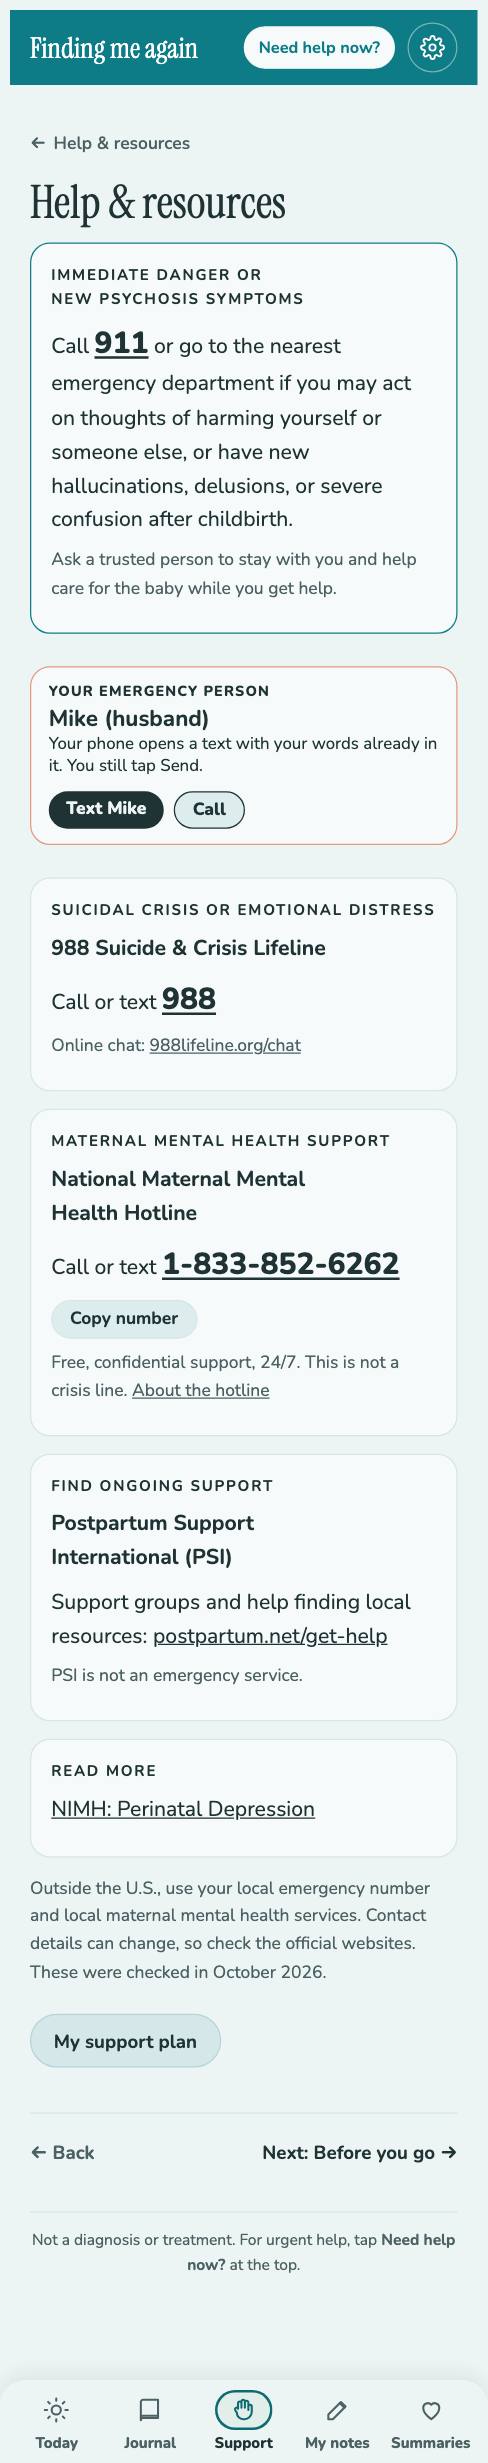 Finding me again
Need help now?
← Help & resources
Help & resources
IMMEDIATE DANGER OR
NEW PSYCHOSIS SYMPTOMS
Call 911 or go to the nearest
emergency department if you may act
on thoughts of harming yourself or
someone else, or have new
hallucinations, delusions, or severe
confusion after childbirth.
Ask a trusted person to stay with you and help
care for the baby while you get help.
YOUR EMERGENCY PERSON
Mike (husband)
Your phone opens a text with your words already in
it. You still tap Send.
Text Mike
Call
SUICIDAL CRISIS OR EMOTIONAL DISTRESS
988 Suicide & Crisis Lifeline
Call or text 988
Online chat: 988lifeline.org/chat
MATERNAL MENTAL HEALTH SUPPORT
National Maternal Mental
Health Hotline
Call or text 1-833-852-6262
Copy number
Free, confidential support, 24/7. This is not a
crisis line. About the hotline
FIND ONGOING SUPPORT
Postpartum Support
International (PSI)
Support groups and help finding local
resources: postpartum.net/get-help
PSI is not an emergency service.
READ MORE
NIMH: Perinatal Depression
Outside the U.S., use your local emergency number
and local maternal mental health services. Contact
details can change, so check the official websites.
These were checked in October 2026.
My support plan
← Back
Next: Before you go →
Not a diagnosis or treatment. For urgent help, tap Need help
now? at the top.
Today
Journal
Support
My notes
Summaries